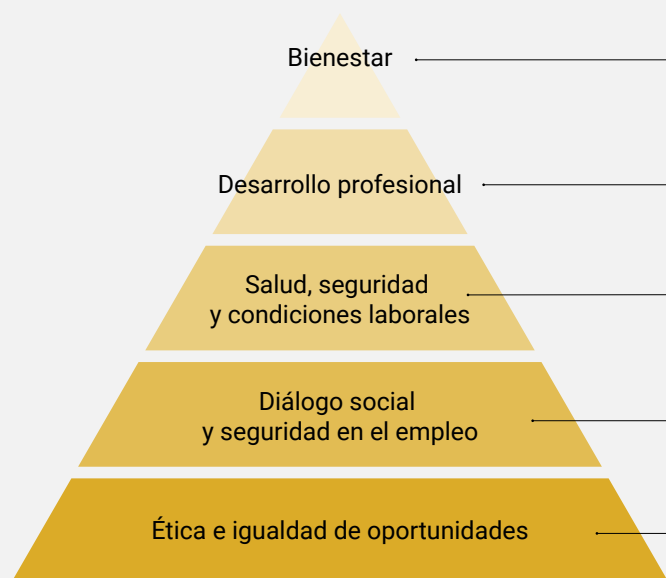 Bienestar
Desarrollo profesional
Salud, seguridad
y condiciones laborales
Diálogo social
y seguridad en el empleo
Ética e igualdad de oportunidades